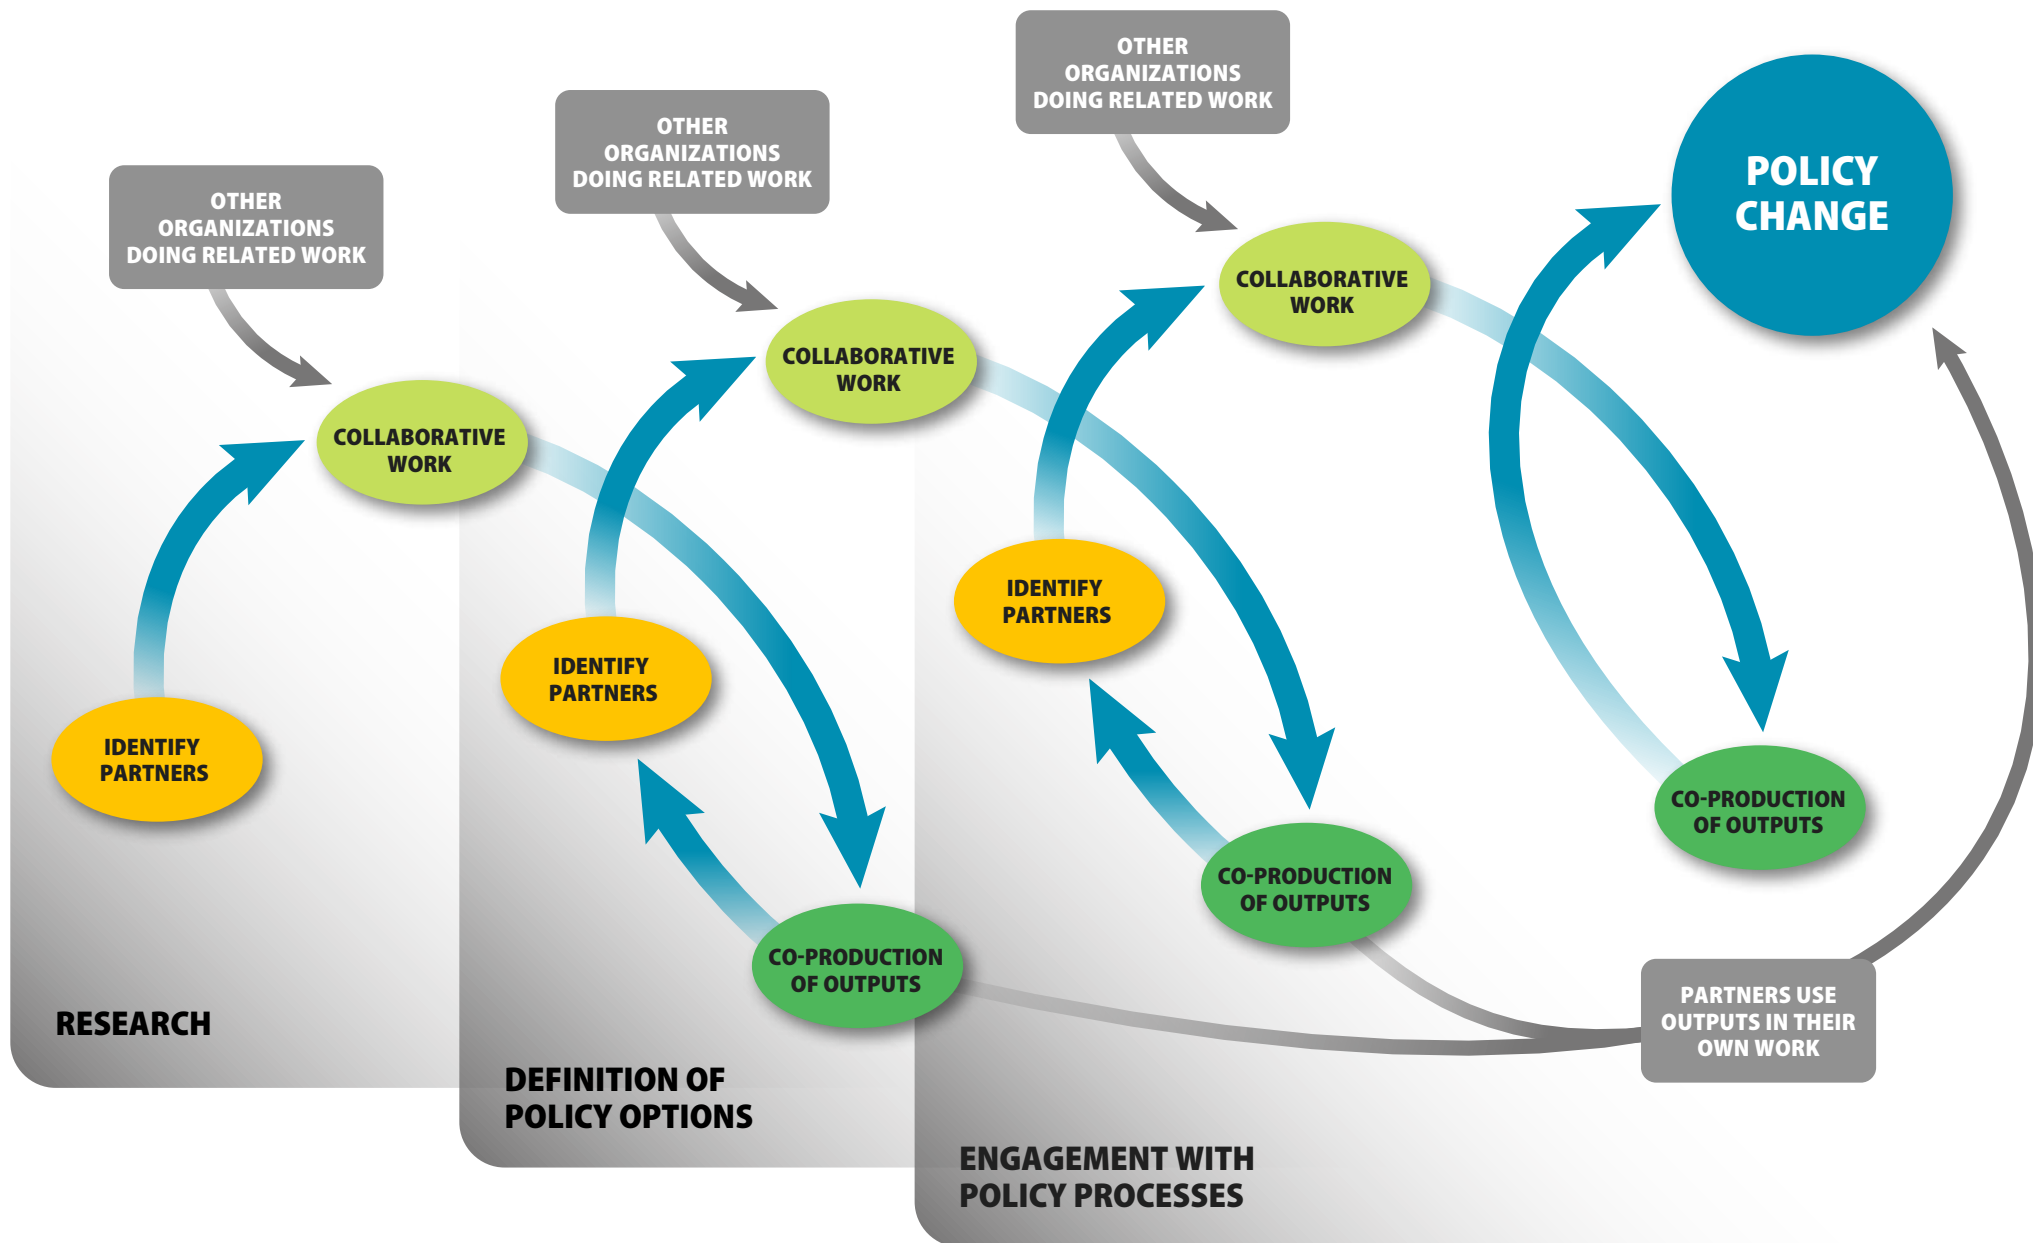 OTHER
ORGANIZATIONS
DOING RELATED WORK
OTHER
ORGANIZATIONS
DOING RELATED WORK
OTHER
ORGANIZATIONS
DOING RELATED WORK
POLICY
CHANGE
COLLABORATIVE
WORK
COLLABORATIVE
WORK
COLLABORATIVE
WORK
IDENTIFY
PARTNERS
IDENTIFY
PARTNERS
IDENTIFY
PARTNERS
CO-PRODUCTION
OF OUTPUTS
CO-PRODUCTION
OF OUTPUTS
CO-PRODUCTION
OF OUTPUTS
PARTNERS USE
OUTPUTS IN THEIR
OWN WORK
RESEARCH
DEFINITION OF
POLICY OPTIONS
ENGAGEMENT WITH
POLICY PROCESSES